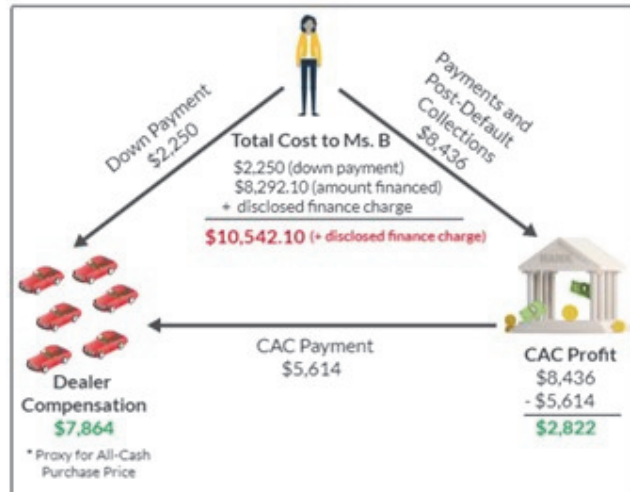 Down Payment
$2,250
Payments and
Post-Default
Collections
$8,436
Total Cost to Ms. B
$2,250 (down payment)
$8,292.10 (amount financed)
+ disclosed finance charge
$10,542.10 (+ disclosed finance charge)
BANK
CAC Payment
$5,614
Dealer
Compensation
$7,864
* Proxy for All-Cash
Purchase Price
CAC Profit
$8,436
- $5,614
$2,822